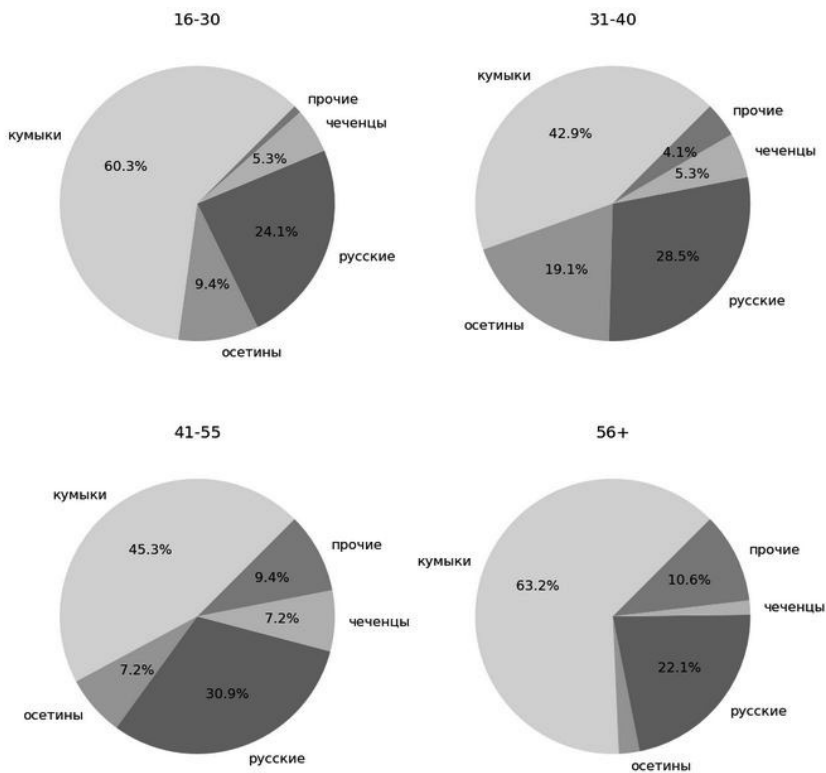 16-30
кумыки
60.3%
прочие
чеченцы
5.3%
24.1%
русские
9.4%
осетины
31-40
кумыки
42.9%
прочие
4.1%
чеченцы
5.3%
28.5%
русские
19.1%
осетины
41-55
кумыки
45.3%
прочие
9.4%
7.2%
чеченцы
7.2%
осетины
30.9%
русские
56+
кумыки
63.2%
прочие
10.6%
чеченцы
22.1%
русские
осетины